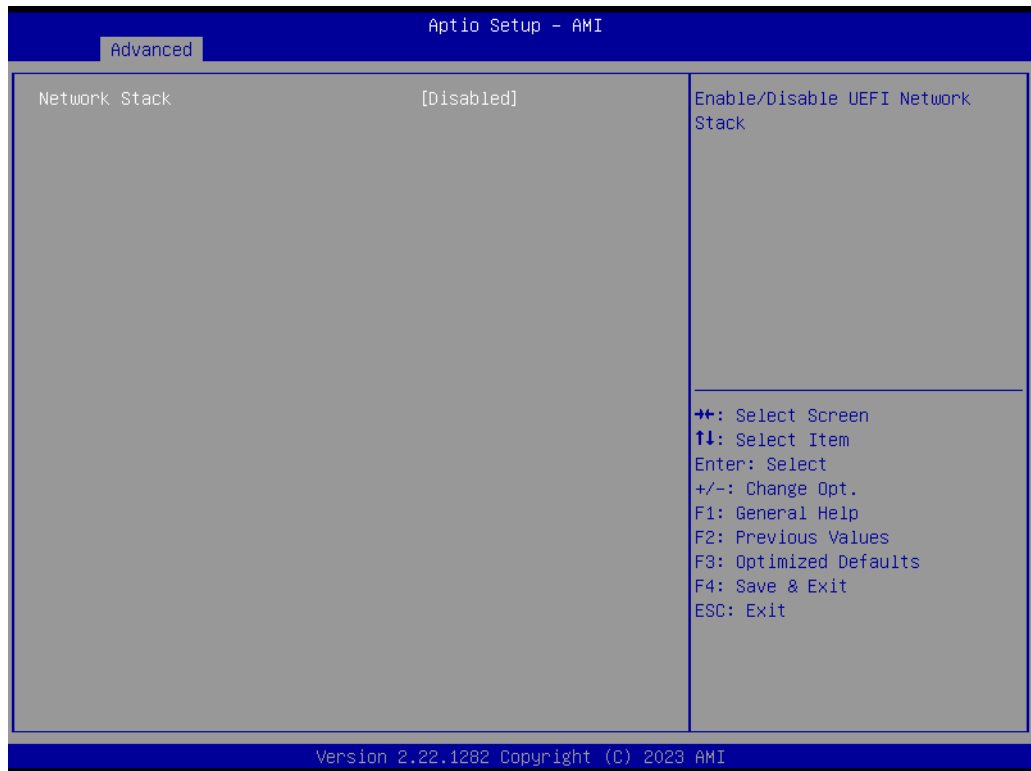 Aptio Setup – AMI
Advanced
Network Stack [Disabled]
Enable/Disable UEFI Network
Stack
→←: Select Screen
↑↓: Select Item
Enter: Select
+/-: Change Opt.
F1: General Help
F2: Previous Values
F3: Optimized Defaults
F4: Save & Exit
ESC: Exit
Version 2.22.1282 Copyright (C) 2023 AMI